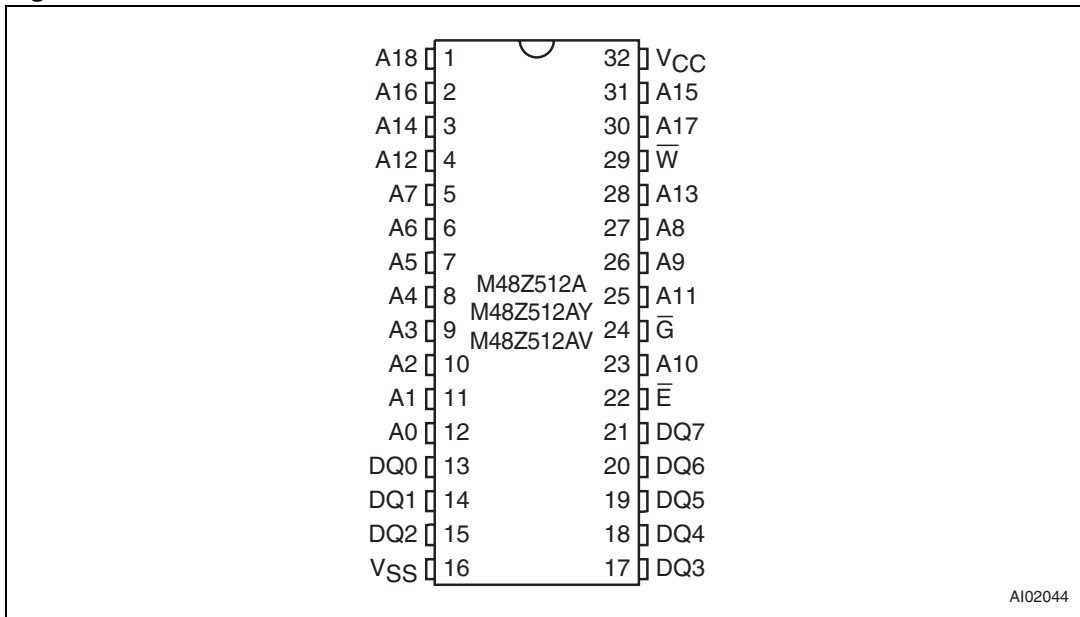 A18 1 32 VCC
A16 2 31 A15
A14 3 30 A17
A12 4 29 W̅
A7 5 28 A13
A6 6 27 A8
A5 7 26 A9
A4 8 M48Z512A 25 A11
M48Z512AY
A3 9 M48Z512AV 24 G̅
A2 10 23 A10
A1 11 22 E̅
A0 12 21 DQ7
DQ0 13 20 DQ6
DQ1 14 19 DQ5
DQ2 15 18 DQ4
VSS 16 17 DQ3
AI02044